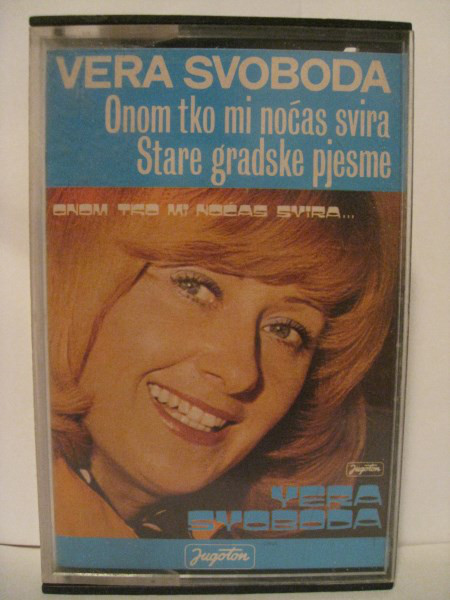 VERA SVOBODA
Onom tko mi noćas svira
Stare gradske pjesme
ONOM TKO MI NOĆAS SVIRA...
Jugoton
VERA
SVOBODA
Jugoton